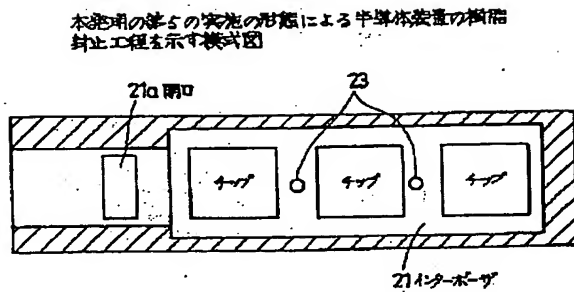 本発明の第5の実施の形態による半導体装置の樹脂
封止工程を示す模式図
21a 開口
23
チップ
チップ
チップ
21 インターポーザ